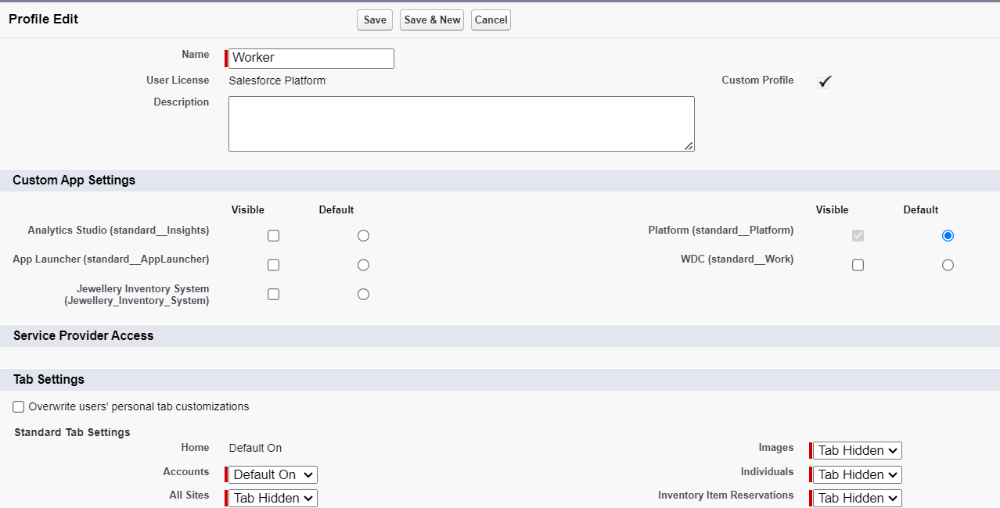 Profile Edit Save Save & New Cancel
Name Worker
User License Salesforce Platform Custom Profile
Description
Custom App Settings
Visible Default Visible Default
Analytics Studio (standard__Insights) Platform (standard__Platform)
App Launcher (standard__AppLauncher) WDC (standard__Work)
Jewellery Inventory System
(Jewellery_Inventory_System)
Service Provider Access
Tab Settings
Overwrite users' personal tab customizations
Standard Tab Settings
Home Default On Images Tab Hidden
Accounts Default On Individuals Tab Hidden
All Sites Tab Hidden Inventory Item Reservations Tab Hidden